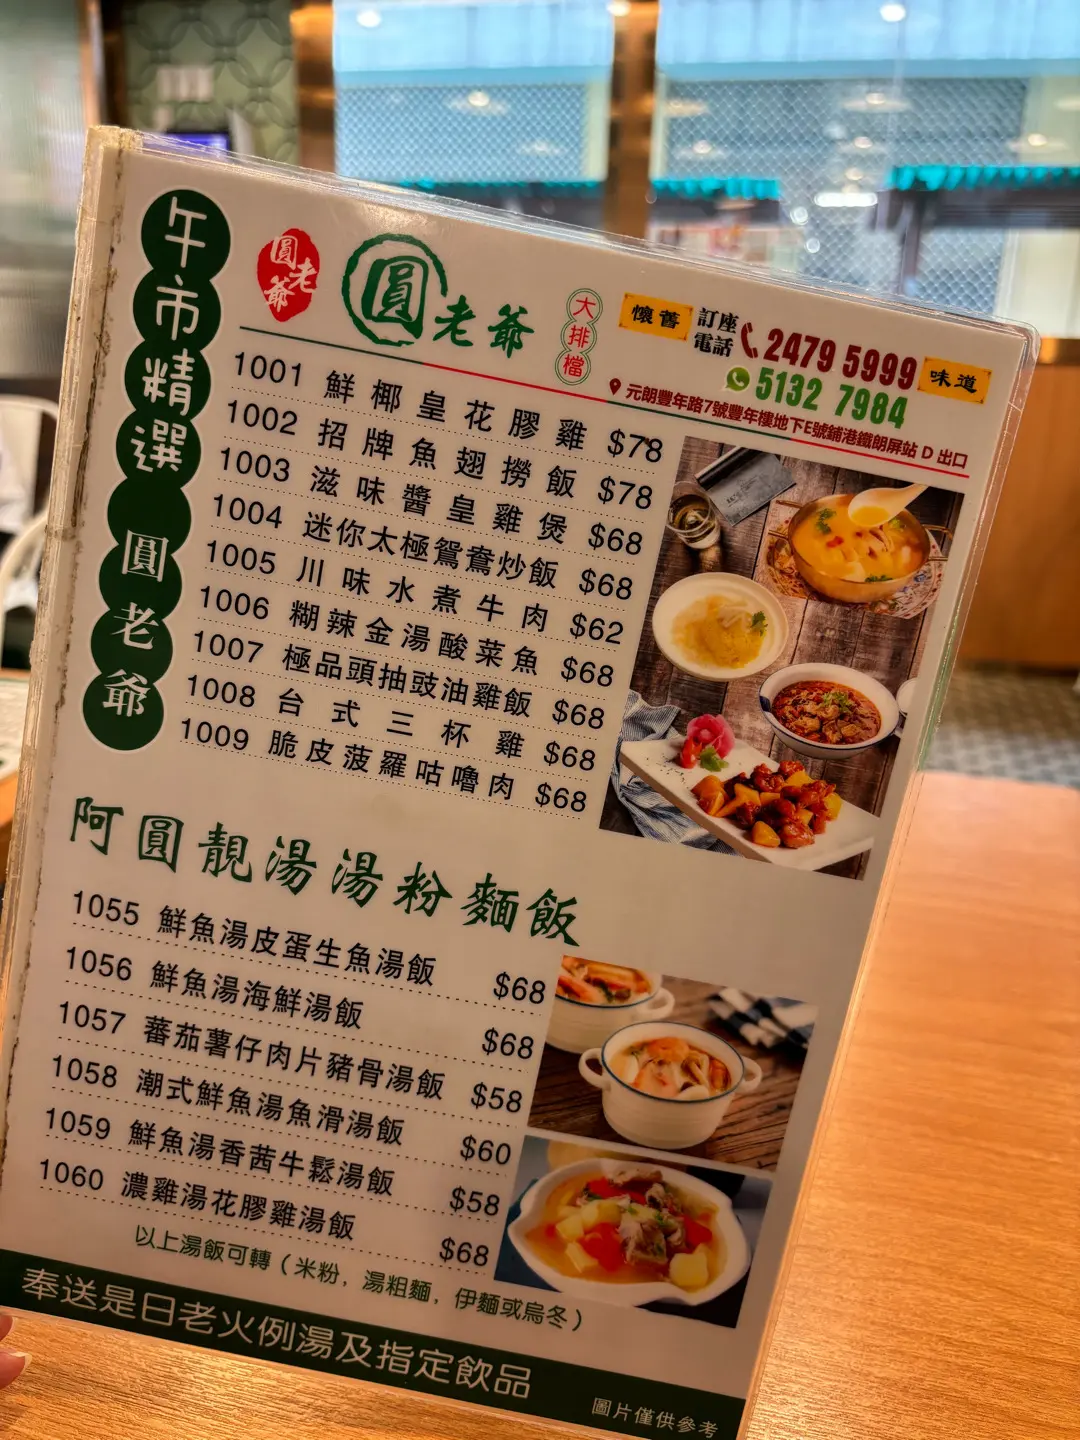 午市精選 圓老爺
圓老爺
圓老爺
大排檔
懷舊
訂座電話
2479 5999
5132 7984
味道
元朗豐年路7號豐年樓地下E號鋪港鐵朗屏站 D 出口
1001 鮮椰皇花膠雞 $78
1002 招牌魚翅撈飯 $78
1003 滋味醬皇雞煲 $68
1004 迷你太極鴛鴦炒飯 $68
1005 川味水煮牛肉 $62
1006 糊辣金湯酸菜魚 $68
1007 極品頭抽豉油雞飯 $68
1008 台式三杯雞 $68
1009 脆皮菠羅咕嚕肉 $68
阿圓靚湯湯粉麵飯
1055 鮮魚湯皮蛋生魚湯飯 $68
1056 鮮魚湯海鮮湯飯 $68
1057 蕃茄薯仔肉片豬骨湯飯 $58
1058 潮式鮮魚湯魚滑湯飯 $60
1059 鮮魚湯香茜牛鬆湯飯 $58
1060 濃雞湯花膠雞湯飯 $68
以上湯飯可轉（米粉，湯粗麵，伊麵或烏冬）
奉送是日老火例湯及指定飲品
圖片僅供參考